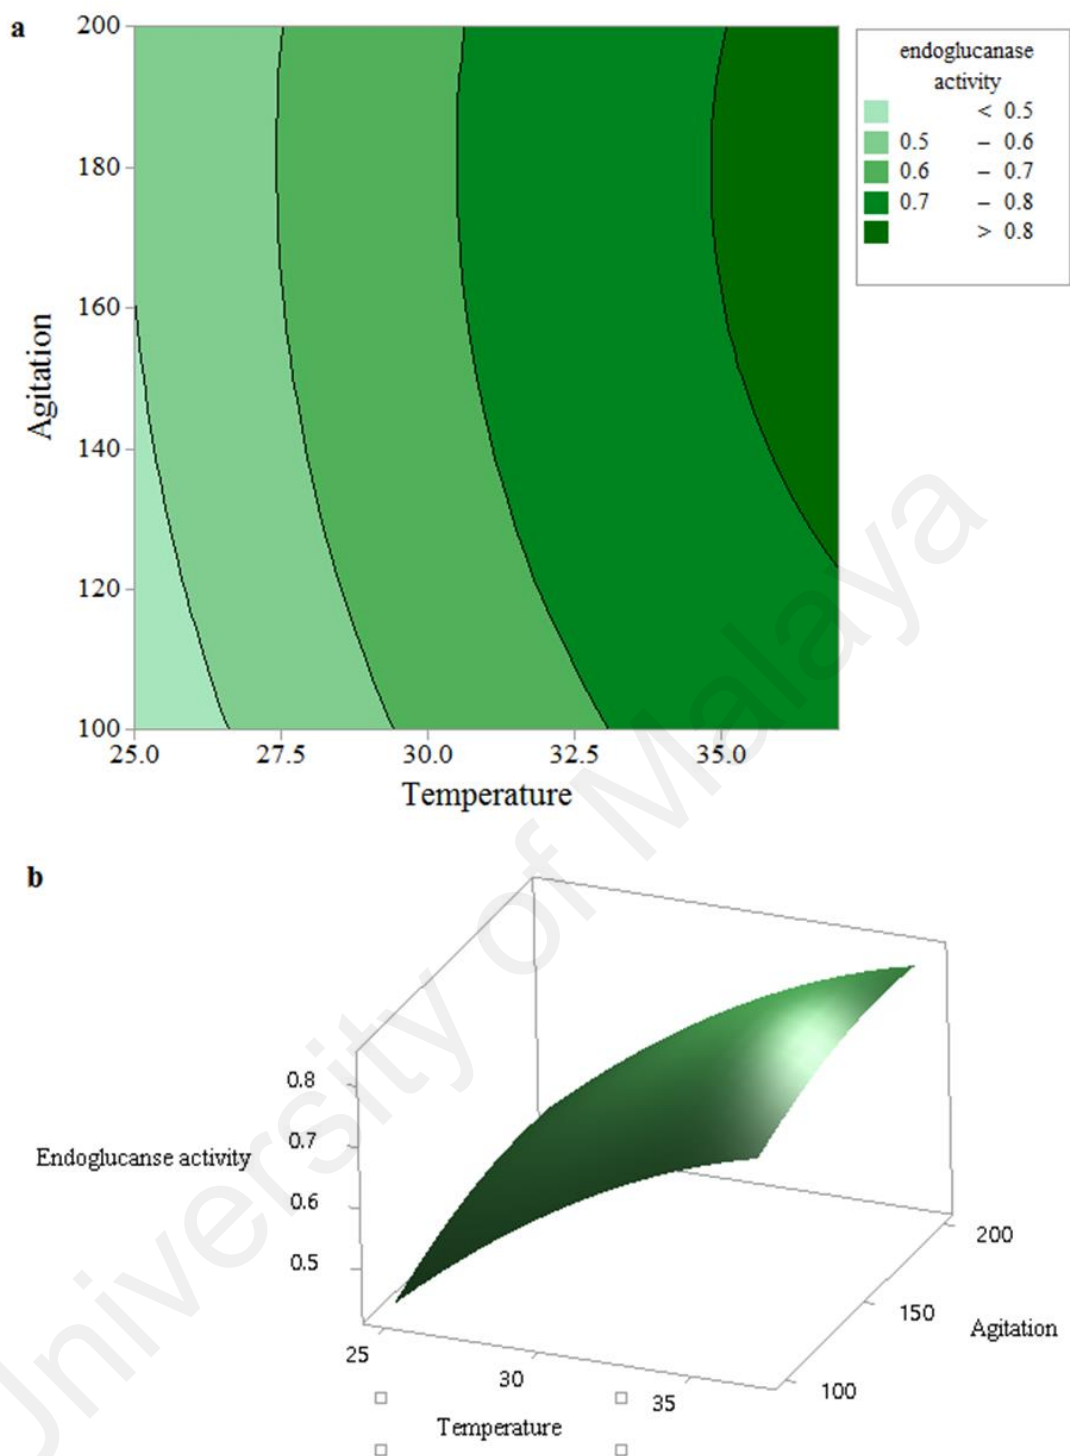 a
200
180
160
140
120
100
Agitation
25.0 27.5 30.0 32.5 35.0
Temperature
endoglucanase
activity
< 0.5
0.5 – 0.6
0.6 - 0.7
0.7 – 0.8
> 0.8
b
0.8
0.7
0.6
0.5
Endoglucanse activity
25
30
35
Temperature
200
150
100
Agitation
University of Malaya